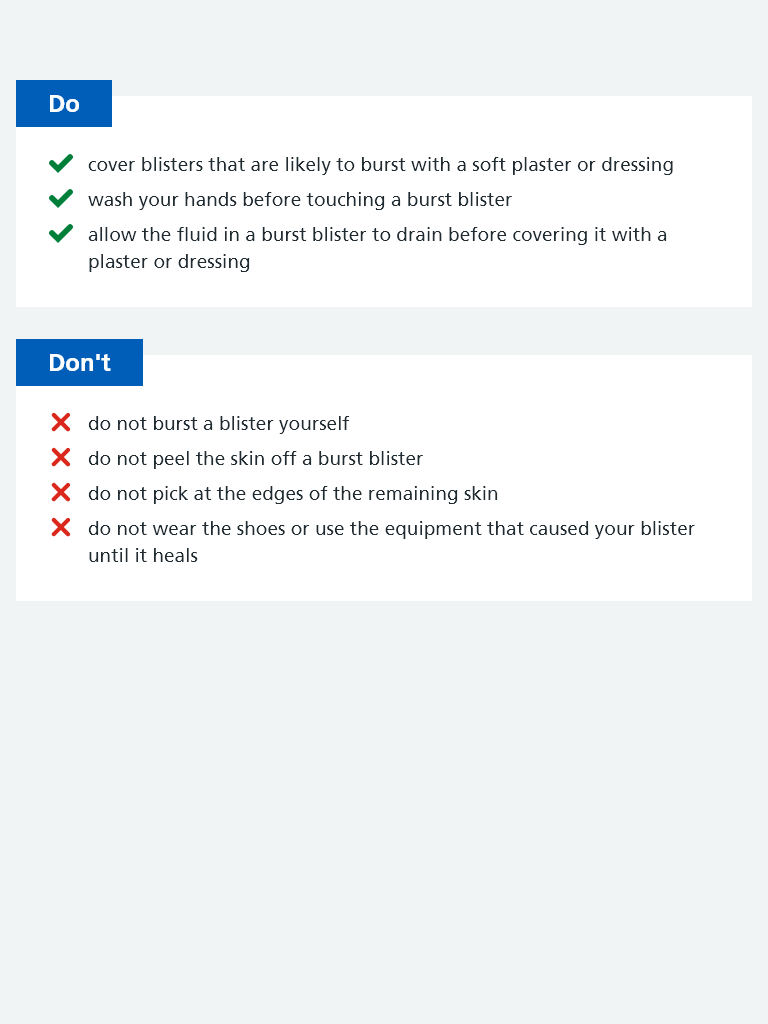 Do
cover blisters that are likely to burst with a soft plaster or dressing
wash your hands before touching a burst blister
allow the fluid in a burst blister to drain before covering it with a
plaster or dressing
Don't
do not burst a blister yourself
do not peel the skin off a burst blister
do not pick at the edges of the remaining skin
do not wear the shoes or use the equipment that caused your blister
until it heals